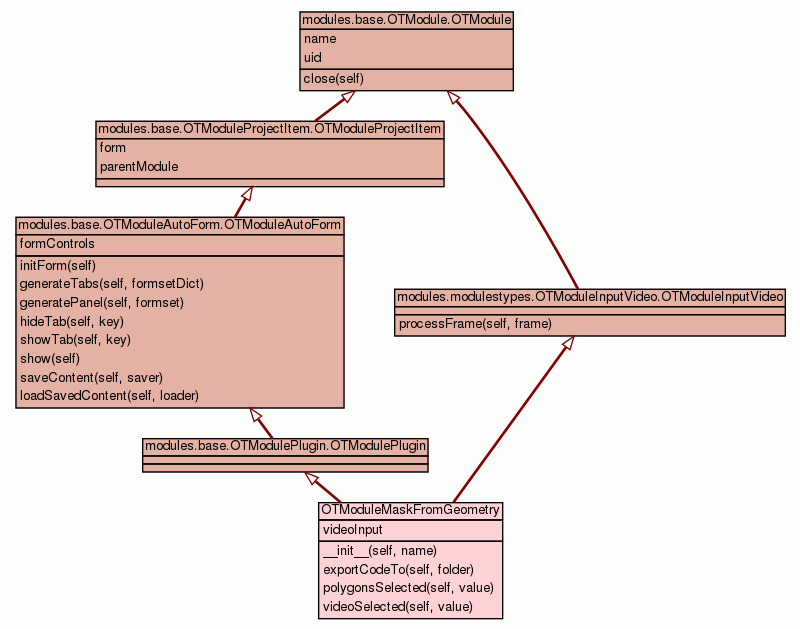 modules.base.OTModule.OTModule
name
uid
close(self)
modules.base.OTModuleProjectItem.OTModuleProjectItem
form
parentModule
modules.base.OTModuleAutoForm.OTModuleAutoForm
formControls
initForm(self)
generateTabs(self, formsetDict)
generatePanel(self, formset)
hideTab(self, key)
showTab(self, key)
show(self)
saveContent(self, saver)
loadSavedContent(self, loader)
modules.modulestypes.OTModuleInputVideo.OTModuleInputVideo
processFrame(self, frame)
modules.base.OTModulePlugin.OTModulePlugin
OTModuleMaskFromGeometry
videoInput
__init__(self, name)
exportCodeTo(self, folder)
polygonsSelected(self, value)
videoSelected(self, value)